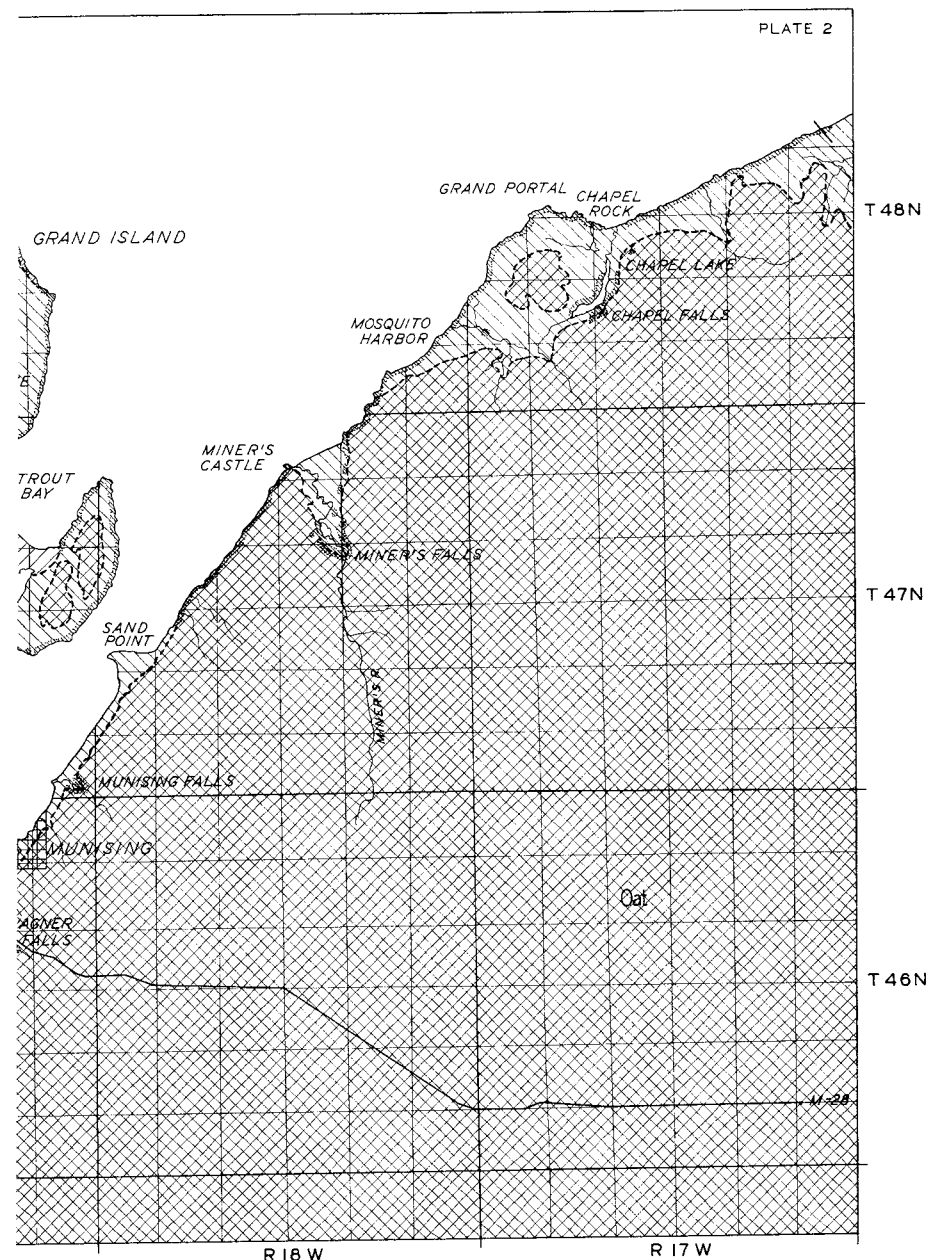 PLATE 2
GRAND PORTAL
CHAPEL
ROCK
T 48N
GRAND ISLAND
CHAPEL LAKE
CHAPEL FALLS
MOSQUITO
HARBOR
MINER'S
CASTLE
TROUT
BAY
MINER'S FALLS
T 47N
SAND
POINT
MINER'S R.
MUNISING FALLS
MUNISING
Oat
AGNER
FALLS
T 46N
M-28
R 18 W
R 17 W